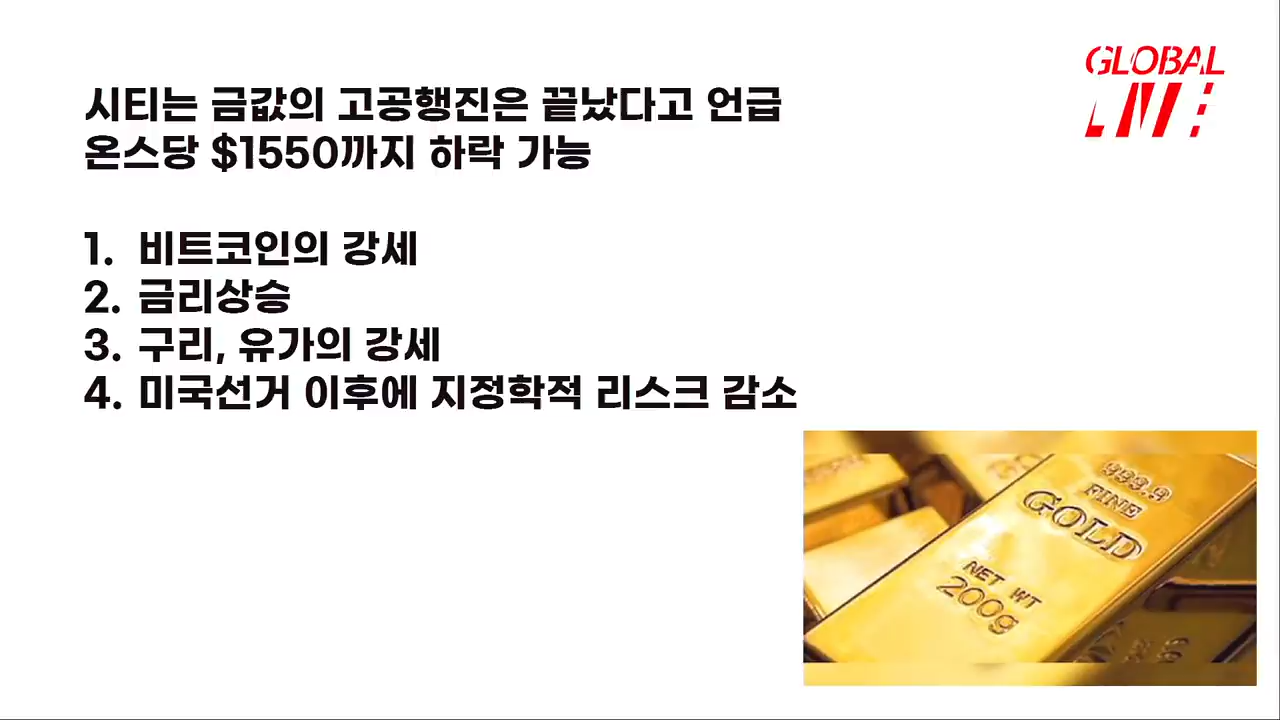 GLOBAL
LIVE
시티는 금값의 고공행진은 끝났다고 언급
온스당 $1550까지 하락 가능
1. 비트코인의 강세
2. 금리상승
3. 구리, 유가의 강세
4. 미국선거 이후에 지정학적 리스크 감소
999.9
FINE
GOLD
NET WT
200g